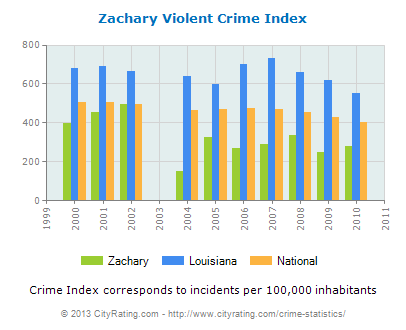 Zachary Violent Crime Index
800
600
400
200
0
1999 2000 2001 2002 2003 2004 2005 2006 2007 2008 2009 2010 2011
Zachary Louisiana National
Crime Index corresponds to incidents per 100,000 inhabitants
© 2013 CityRating.com - http://www.cityrating.com/crime-statistics/